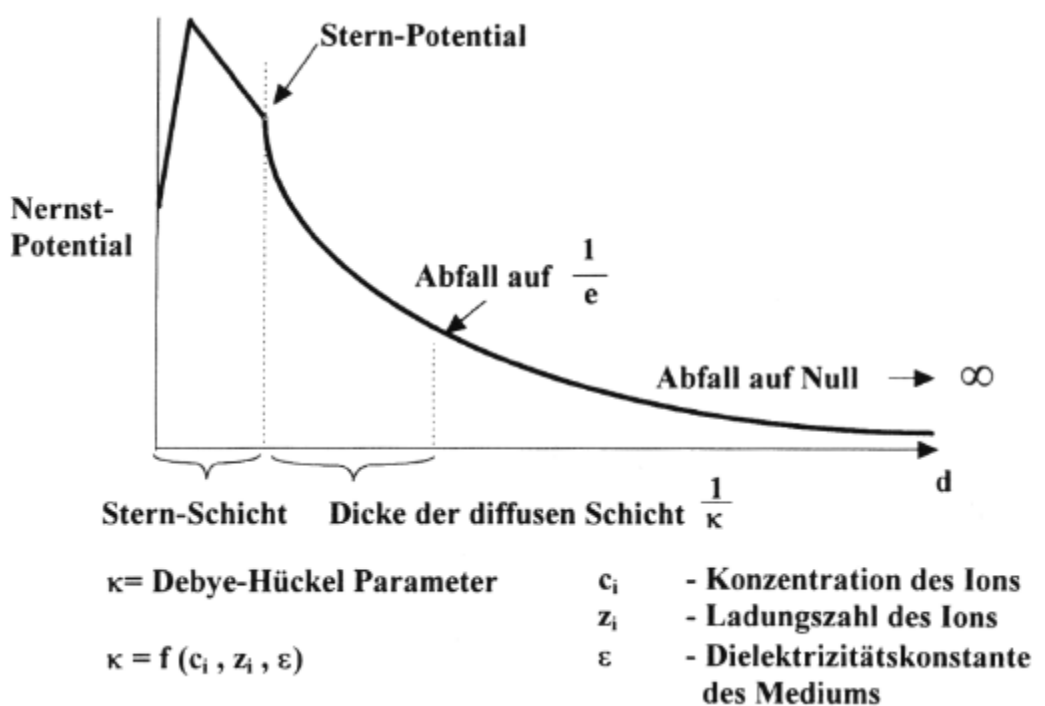 Stern-Potential
Nernst-
Potential
Abfall auf 1/e
Abfall auf Null → ∞
d
Stern-Schicht
Dicke der diffusen Schicht 1/κ
κ= Debye-Hückel Parameter
κ = f (cᵢ , zᵢ , ε)
cᵢ - Konzentration des Ions
zᵢ - Ladungszahl des Ions
ε - Dielektrizitätskonstante
des Mediums